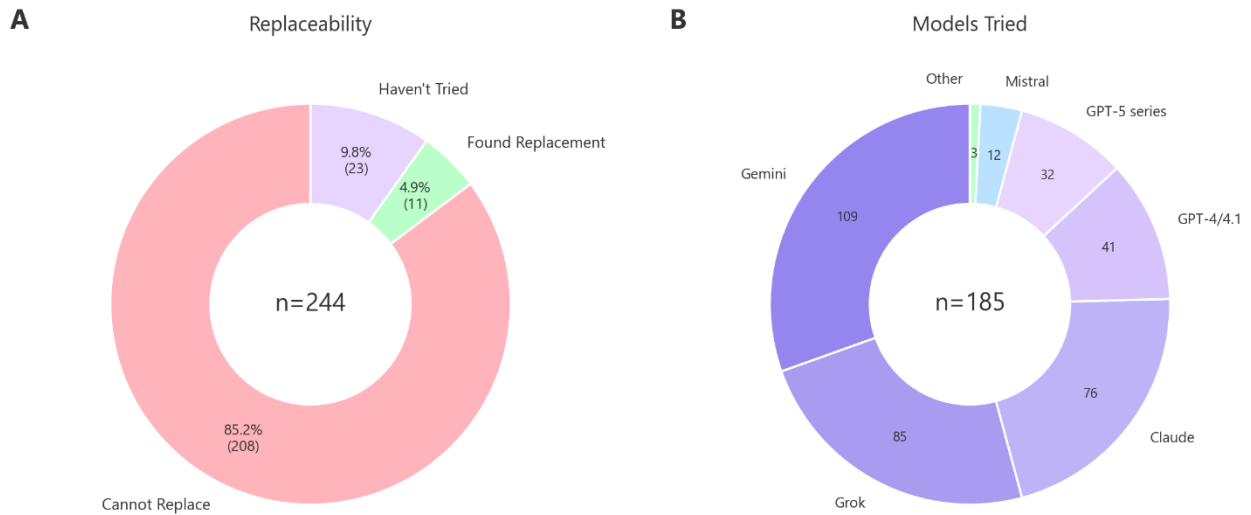 A
Replaceability
Haven't Tried
Found Replacement
9.8%
(23)
4.9%
(11)
n=244
85.2%
(208)
Cannot Replace
B
Models Tried
Other
Mistral
GPT-5 series
GPT-4/4.1
Claude
Grok
Gemini
3
12
32
41
76
85
109
n=185